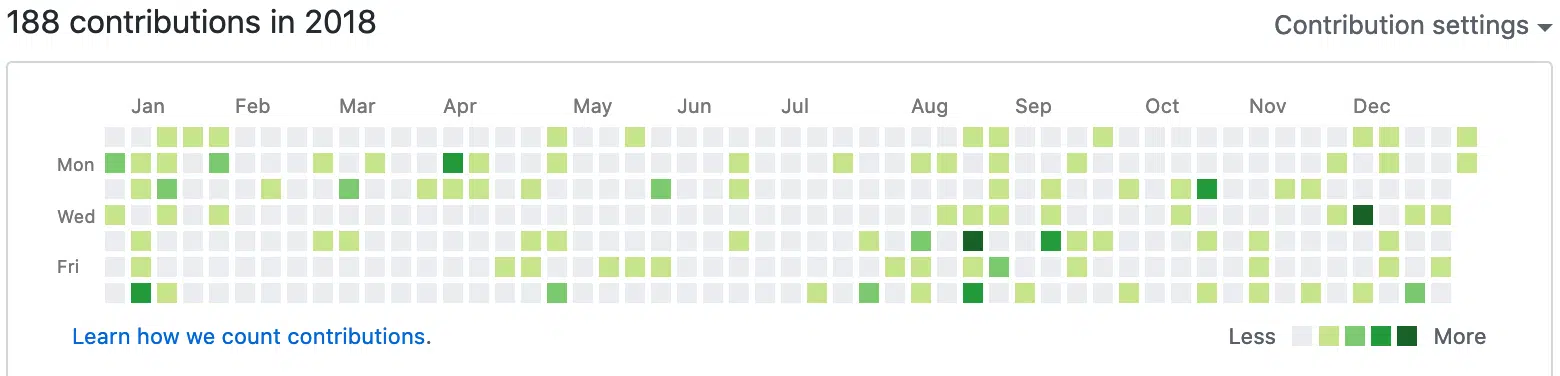 188 contributions in 2018
Contribution settings
Jan Feb Mar Apr May Jun Jul Aug Sep Oct Nov Dec
Mon
Wed
Fri
Learn how we count contributions.
Less More